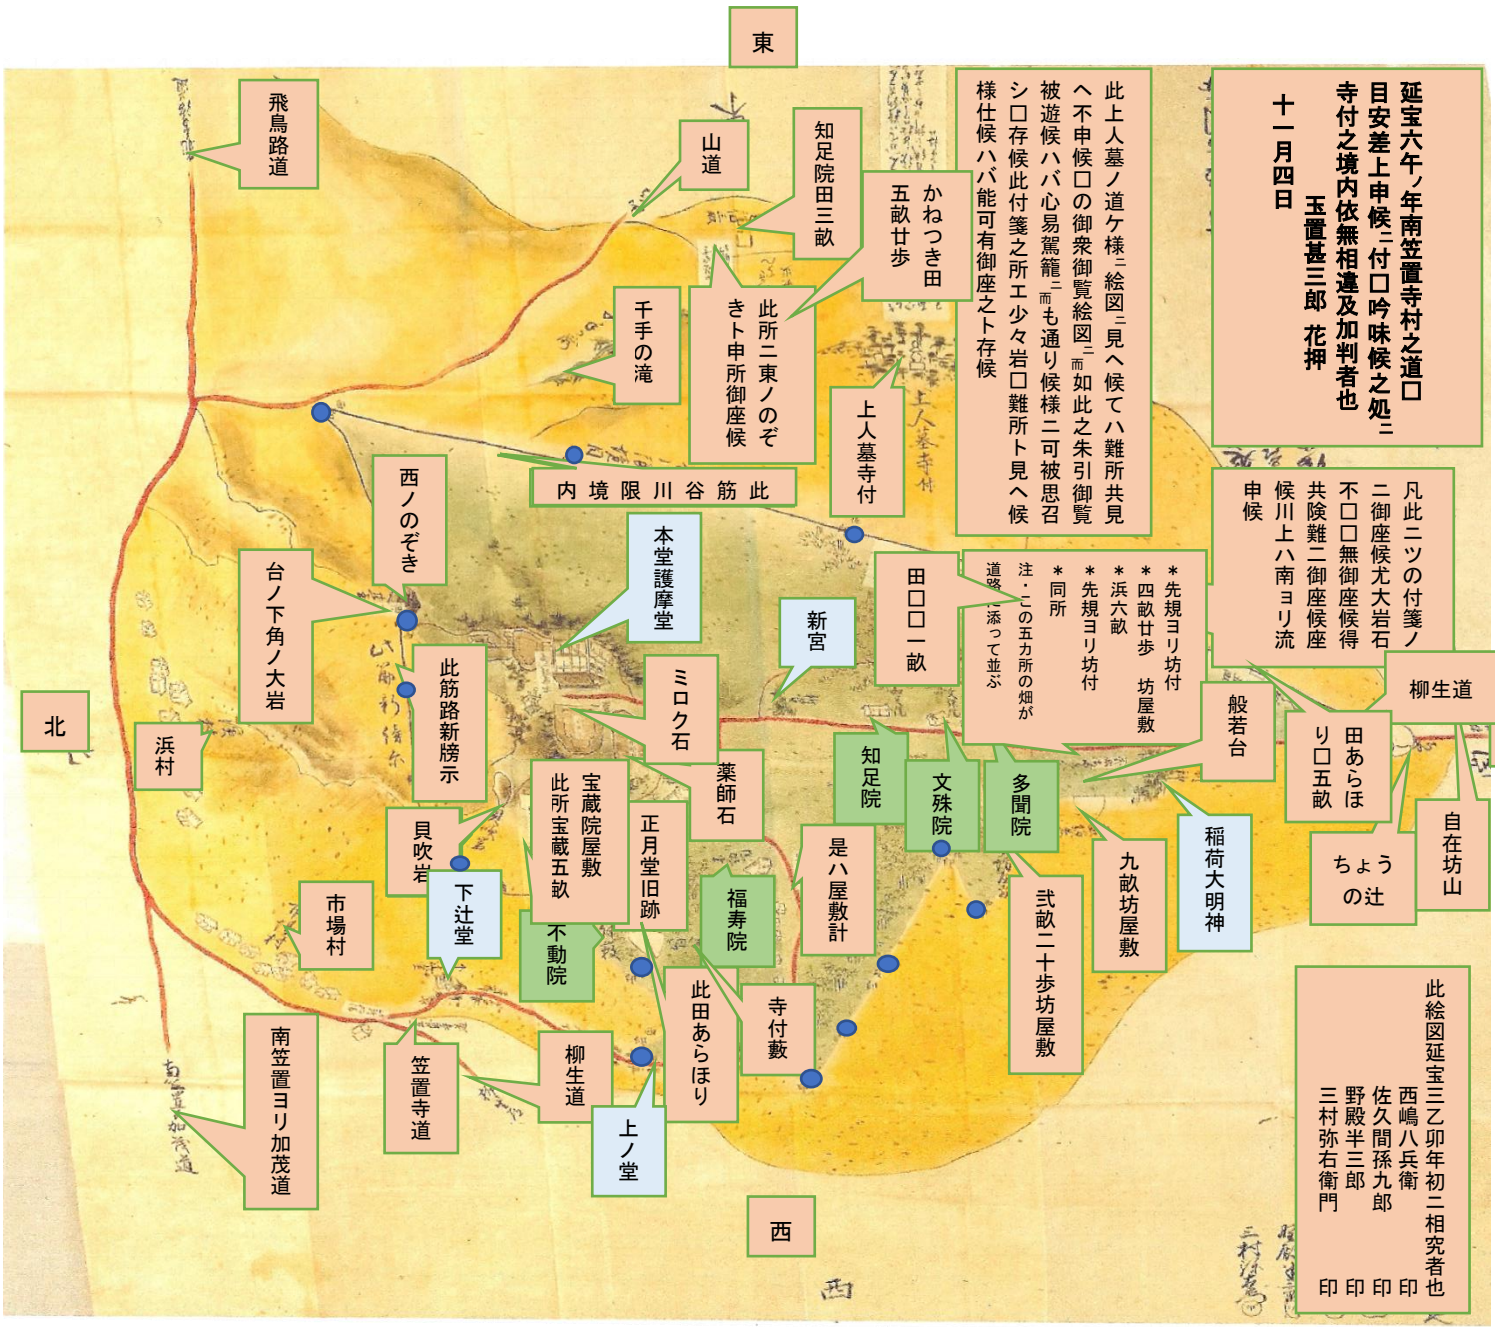 東
延宝六午ノ年南笠置寺村之道□
目安差上申候ニ付□吟味候之処ニ
寺付之境内依無相違及加判者也
玉置甚三郎 花押
十一月四日
此上人墓ノ道ケ様ニ絵図ニ見ヘ候てハ難所共見
ヘ不申候□の御衆御覧絵図ニ而如此之朱引御覧
被遊候ハバ心易駕籠ニ而も通り候様ニ可被思召
シ□存候此付箋之所エ少々岩□難所ト見ヘ候
様仕候ハバ能可有御座之ト存候
飛鳥路道
山道
知足院田三畝
かねつき田
五畝廿歩
此所ニ東ノのぞ
きト申所御座候
千手の滝
上人墓寺付
上人墓寺付
此筋谷川限境内
西ノのぞき
台ノ下角ノ大岩
本堂護摩堂
新宮
田□□一畝
凡此ニツの付箋ノ
ニ御座候尤大岩石
不□□無御座候得
共険難ニ御座候座
候川上ハ南ョリ流
申候
*先規ヨリ坊付
*四畝廿歩 坊屋敷
*浜六畝
*先規ヨリ坊付
*同所
注・この五カ所の畑が
道路に添って並ぶ
柳生道
般若台
田あらほ
り□五畝
自在坊山
ちょう
の辻
北
浜村
此筋路新牓示
ミロク石
薬師石
貝吹岩
宝蔵院屋敷
此所宝蔵五畝
正月堂旧跡
知足院
文殊院
多聞院
九畝坊屋敷
稲荷大明神
是ハ屋敷計
弐畝二十歩坊屋敷
市場村
下辻堂
不動院
福寿院
此田あらほり
寺付藪
南笠置ヨリ加茂道
笠置寺道
柳生道
上ノ堂
西
西
此絵図延宝三乙卯年初ニ相究者也
西嶋八兵衛 印
佐久間孫九郎 印
野殿半三郎 印
三村弥右衛門 印